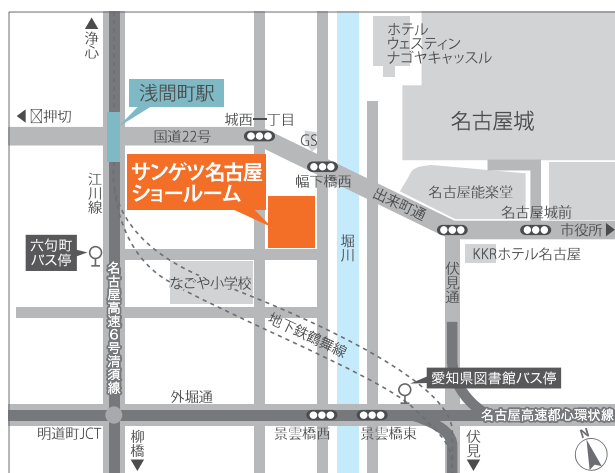 浄心
ホテル
ウェスティン
ナゴヤキャッスル
浅間町駅
押切
国道22号
城西一丁目
GS
名古屋城
サンゲツ名古屋
ショールーム
幅下橋西
江川線
出来町通
名古屋能楽堂
名古屋城前
市役所
六句町
バス停
堀川
KKRホテル名古屋
伏見通
名古屋高速6号清須線
なごや小学校
地下鉄鶴舞線
愛知県図書館バス停
外堀通
名古屋高速都心環状線
明道町JCT
柳橋
景雲橋西
景雲橋東
伏見
N